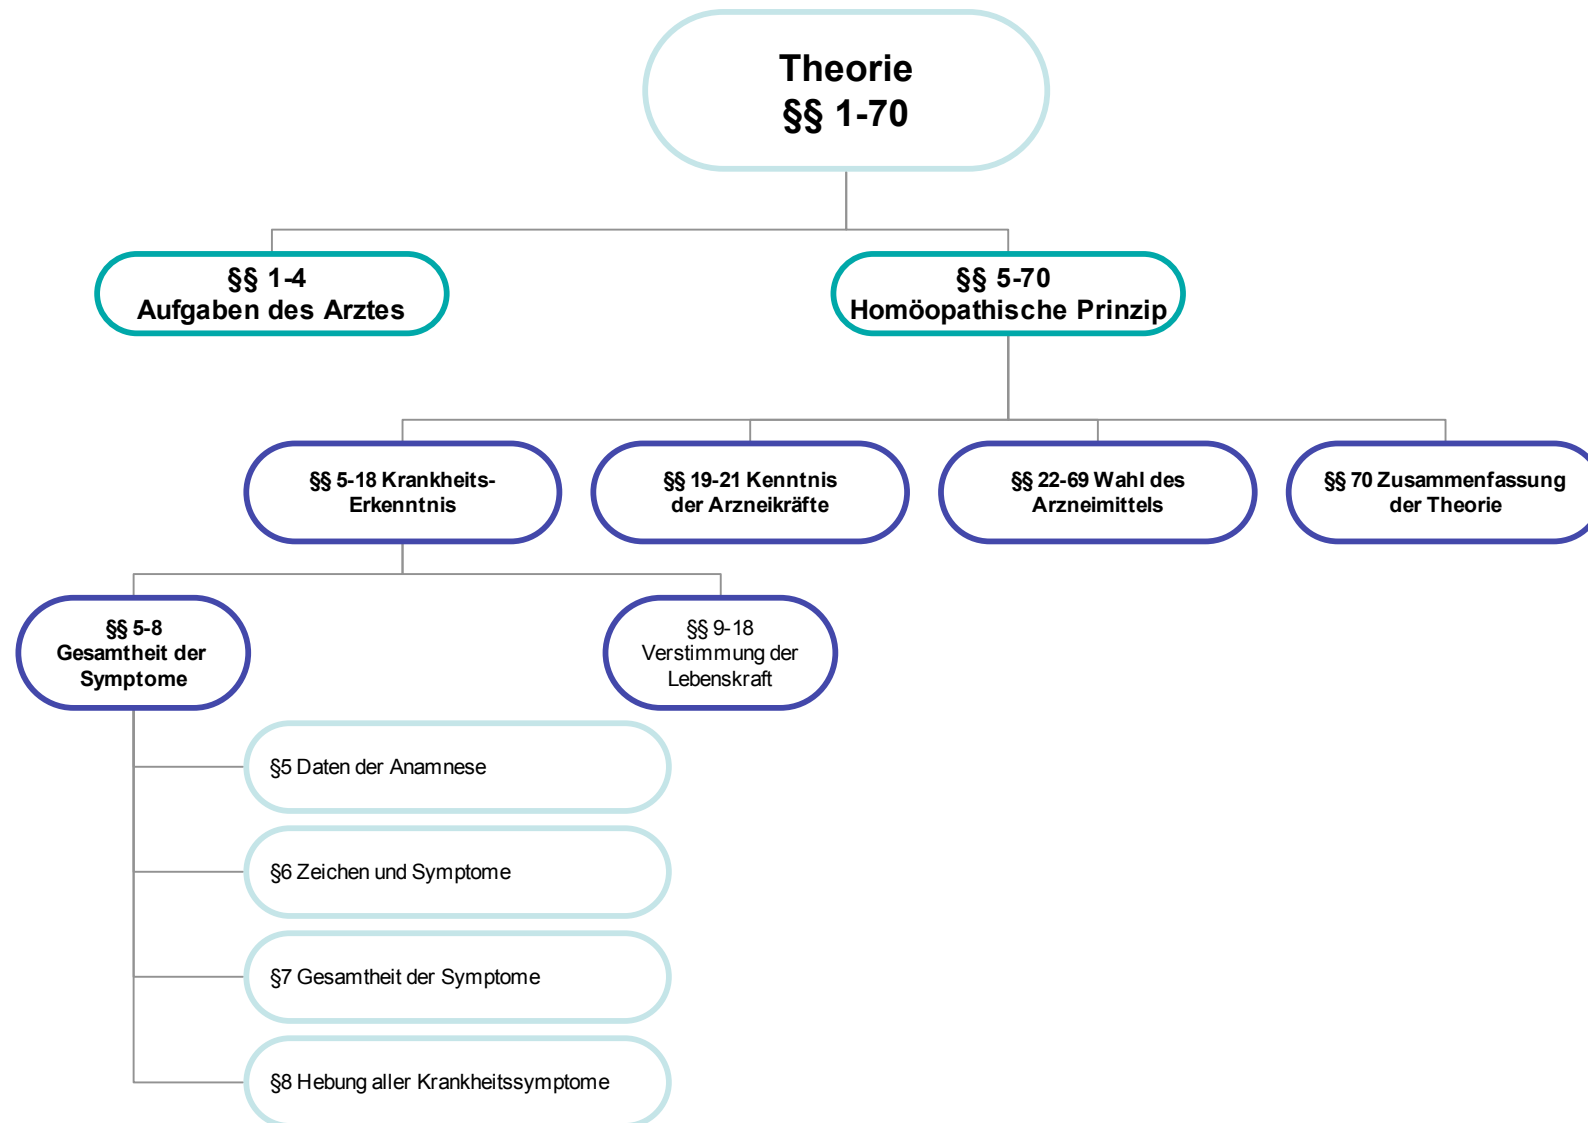 Theorie
§§ 1-70
§§ 1-4
Aufgaben des Arztes
§§ 5-70
Homöopathische Prinzip
§§ 5-18 Krankheits-
Erkenntnis
§§ 19-21 Kenntnis
der Arzneikräfte
§§ 22-69 Wahl des
Arzneimittels
§§ 70 Zusammenfassung
der Theorie
§§ 5-8
Gesamtheit der
Symptome
§§ 9-18
Verstimmung der
Lebenskraft
§5 Daten der Anamnese
§6 Zeichen und Symptome
§7 Gesamtheit der Symptome
§8 Hebung aller Krankheitssymptome